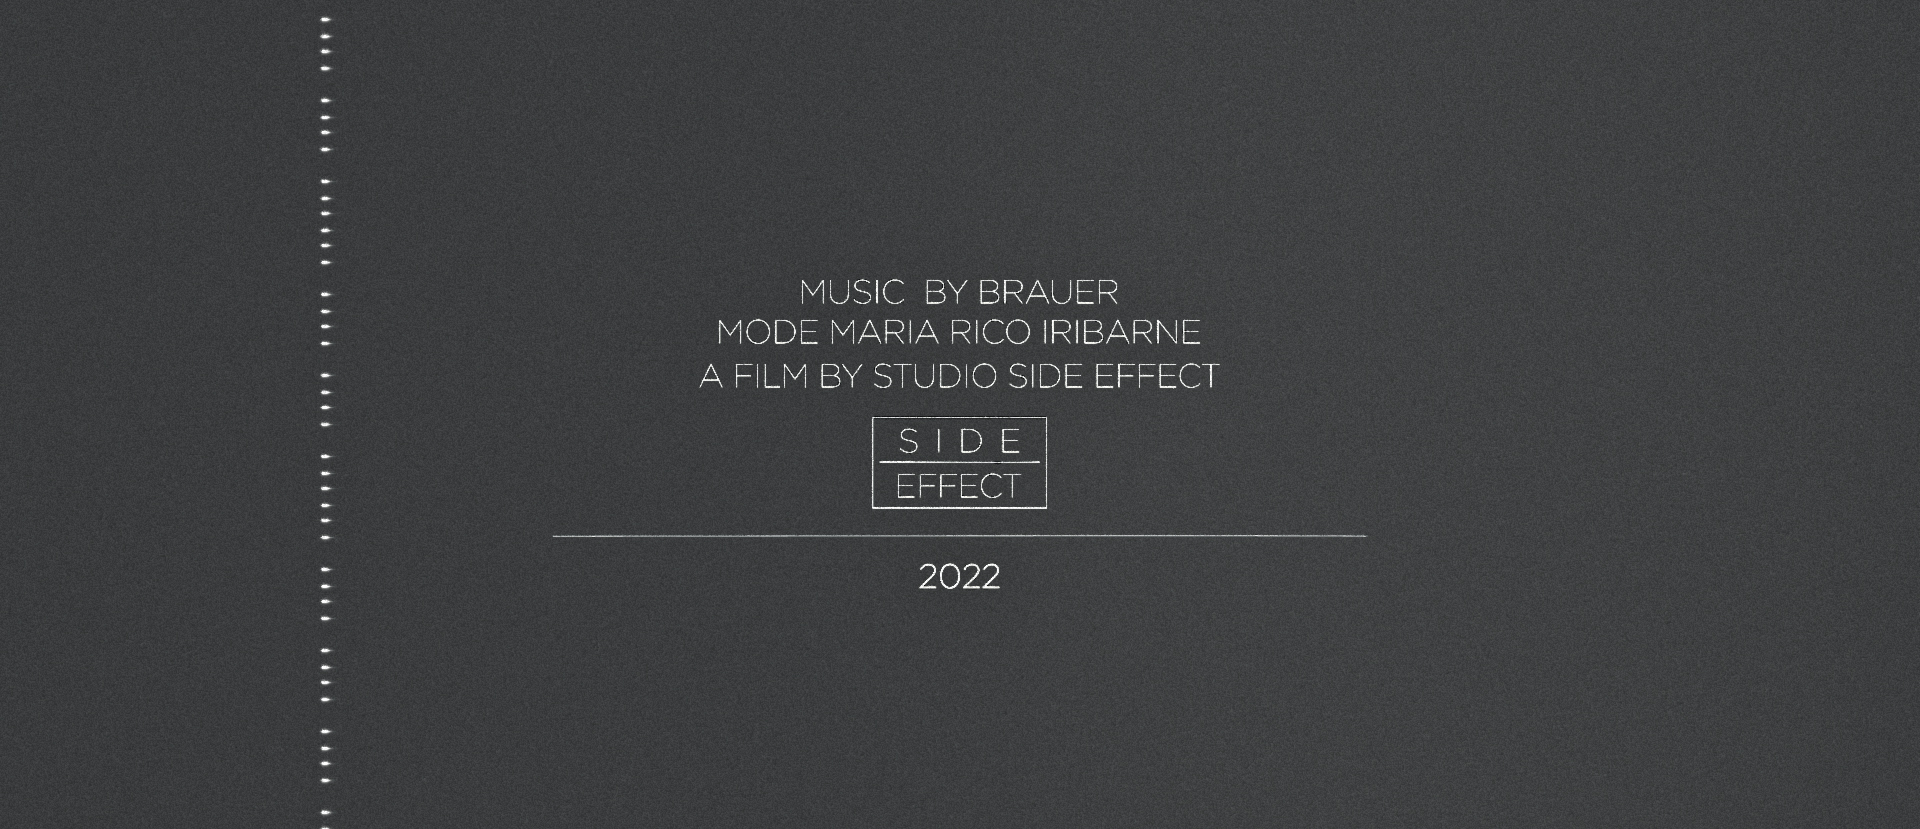 MUSIC BY BRAUER
MODE MARIA RICO IRIBARNE
A FILM BY STUDIO SIDE EFFECT
SIDE
EFFECT
2022